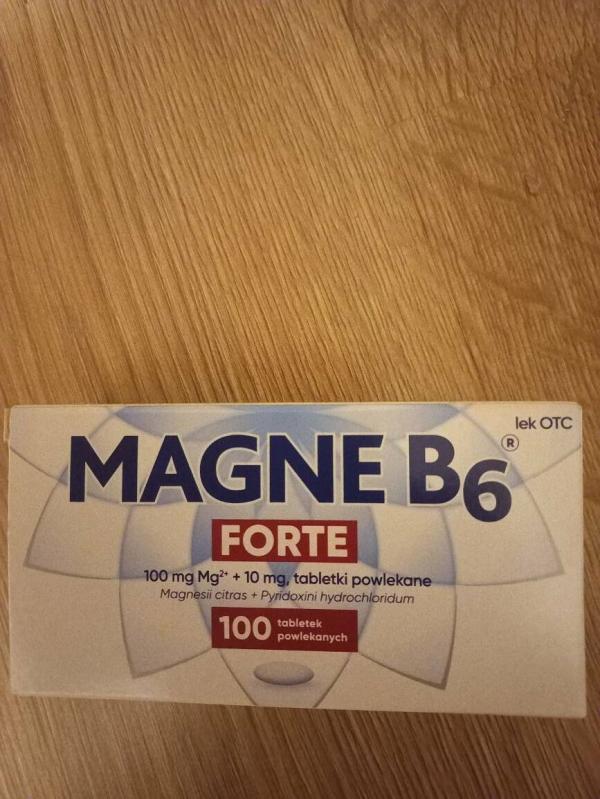 lek OTC
MAGNE B6®
FORTE
100 mg Mg²⁺ + 10 mg, tabletki powlekane
Magnesii citras + Pyridoxini hydrochloridum
100 tabletek
powlekanych